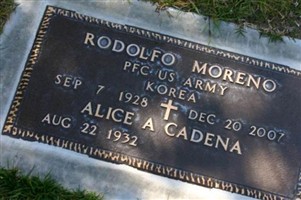 RODOLFO MORENO
PFC US ARMY
KOREA
SEP 7 1928 DEC 20 2007
ALICE A CADENA
AUG 22 1932